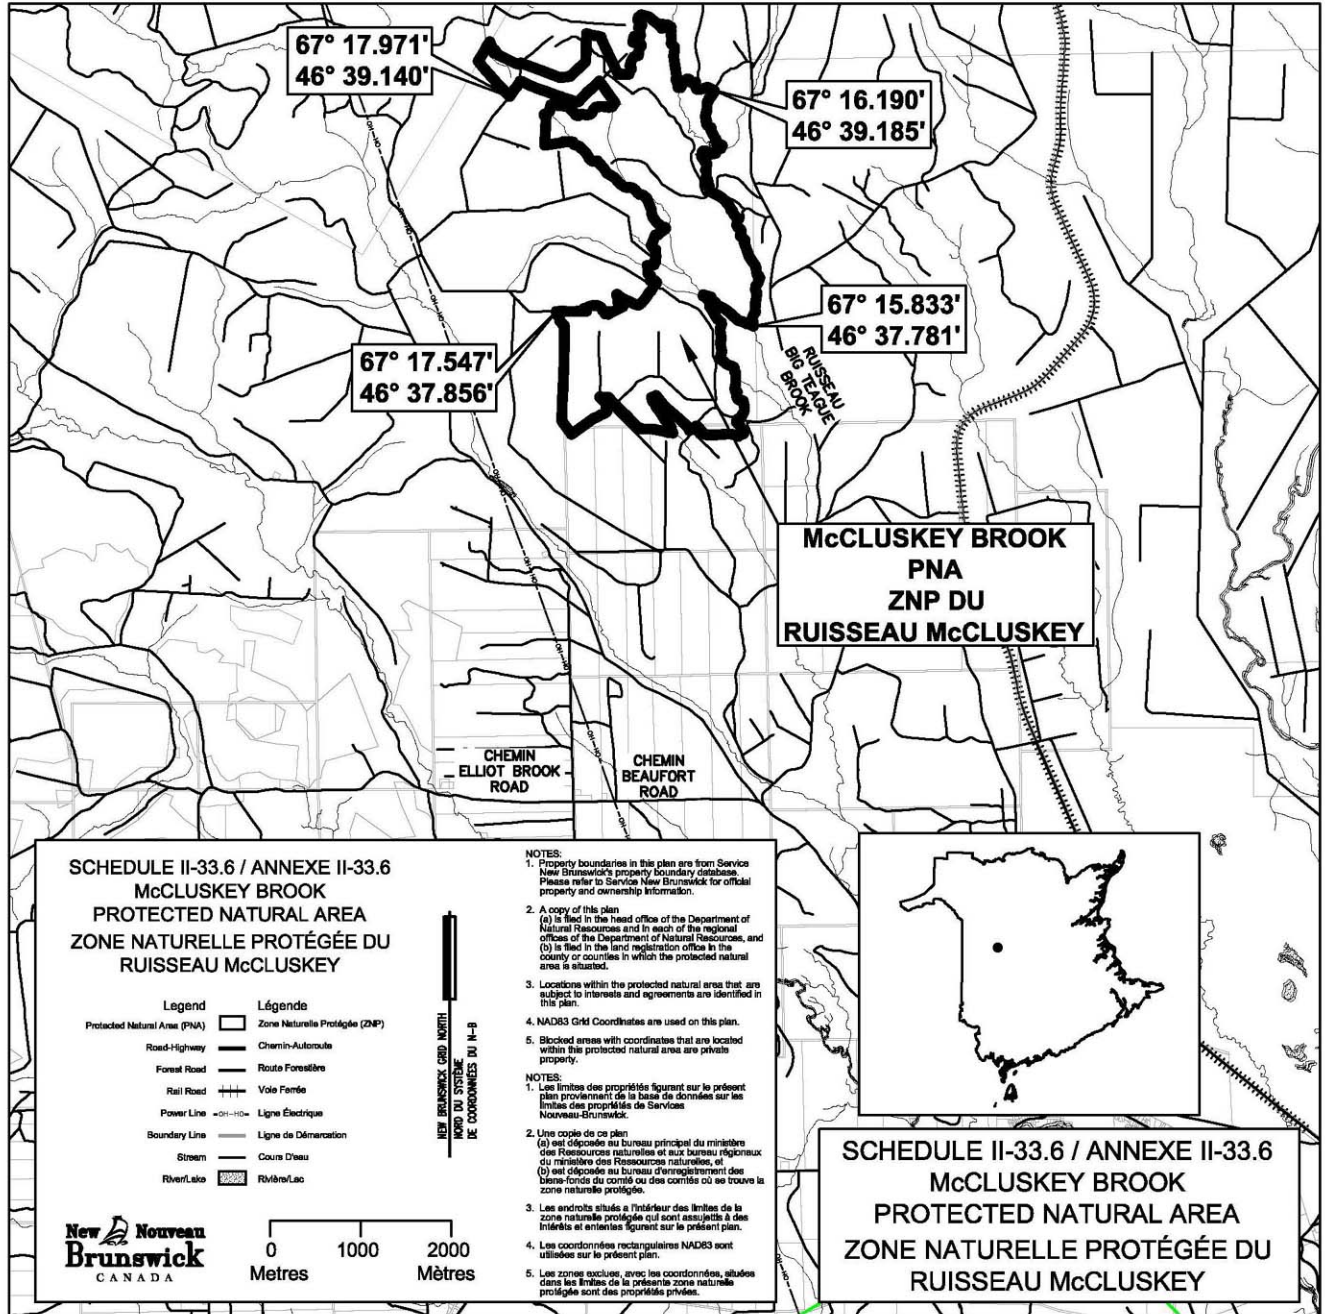 67° 17.971'
46° 39.140'
67° 16.190'
46° 39.185'
67° 15.833'
46° 37.781'
67° 17.547'
46° 37.856'
RUISSEAU
BIG TEAGUE
BROOK
McCLUSKEY BROOK
PNA
ZNP DU
RUISSEAU McCLUSKEY
CHEMIN
ELLIOT BROOK
ROAD
CHEMIN
BEAUFORT
ROAD
SCHEDULE II-33.6 / ANNEXE II-33.6
McCLUSKEY BROOK
PROTECTED NATURAL AREA
ZONE NATURELLE PROTÉGÉE DU
RUISSEAU McCLUSKEY
Legend Légende
Protected Natural Area (PNA) Zone Naturelle Protégée (ZNP)
Road-Highway Chemin-Autoroute
Forest Road Route Forestière
Rail Road Voie Ferrée
Power Line OH-HO Ligne Électrique
Boundary Line Ligne de Démarcation
Stream Cours D'eau
River/Lake Rivière/Lac
NEW BRUNSWICK GRID NORTH
NORD DU SYSTÈME
DE COORDONNÉES DU N-B
New Nouveau
Brunswick
CANADA
0 1000 2000
Metres Mètres
NOTES:
1. Property boundaries in this plan are from Service
New Brunswick's property boundary database.
Please refer to Service New Brunswick for official
property and ownership information.
2. A copy of this plan
(a) is filed in the head office of the Department of
Natural Resources and in each of the regional
offices of the Department of Natural Resources, and
(b) is filed in the land registration office in the
county or counties in which the protected natural
area is situated.
3. Locations within the protected natural area that are
subject to interests and agreements are identified in
this plan.
4. NAD83 Grid Coordinates are used on this plan.
5. Blocked areas with coordinates that are located
within this protected natural area are private
property.
NOTES:
1. Les limites des propriétés figurant sur le présent
plan proviennent de la base de données sur les
limites des propriétés de Services
Nouveau-Brunswick.
2. Une copie de ce plan
(a) est déposée au bureau principal du ministère
des Ressources naturelles et aux bureau régionaux
du ministère des Ressources naturelles, et
(b) est déposée au bureau d'enregistrement des
biens-fonds du comté ou des comtés où se trouve la
zone naturelle protégée.
3. Les endroits situés a l'intérieur des limites de la
zone naturelle protégée qui sont assujettis à des
intérêts et ententes figurent sur le présent plan.
4. Les coordonnées rectangulaires NAD83 sont
utilisées sur le présent plan.
5. Les zones exclues, avec les coordonnées, situées
dans les limites de la présente zone naturelle
protégée sont des propriétés privées.
SCHEDULE II-33.6 / ANNEXE II-33.6
McCLUSKEY BROOK
PROTECTED NATURAL AREA
ZONE NATURELLE PROTÉGÉE DU
RUISSEAU McCLUSKEY